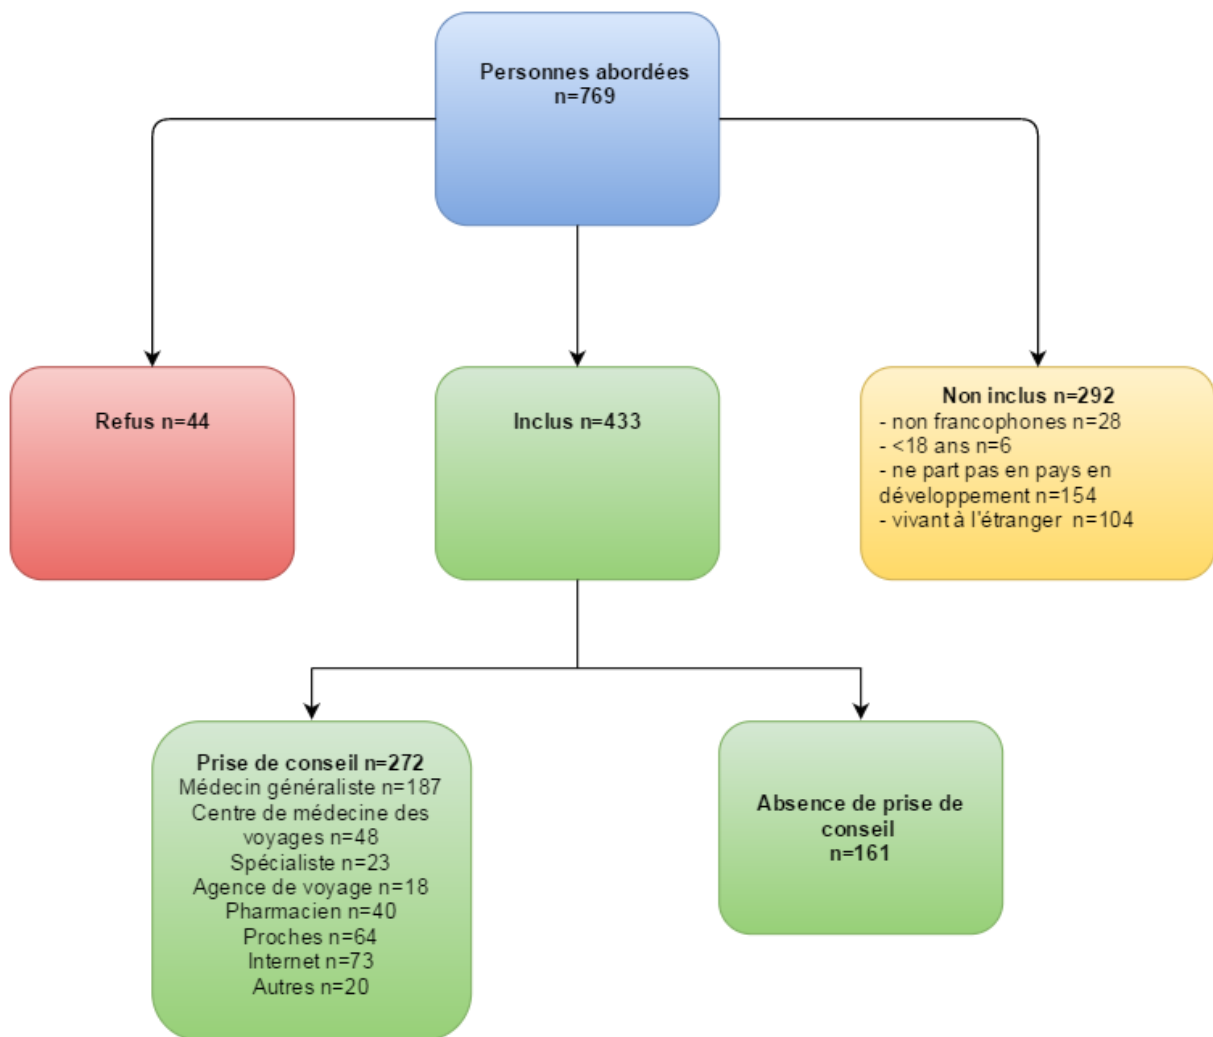 Personnes abordées
n=769
Refus n=44
Inclus n=433
Non inclus n=292
- non francophones n=28
- <18 ans n=6
- ne part pas en pays en
développement n=154
- vivant à l'étranger  n=104
Prise de conseil n=272
Médecin généraliste n=187
Centre de médecine des
voyages n=48
Spécialiste n=23
Agence de voyage n=18
Pharmacien n=40
Proches n=64
Internet n=73
Autres n=20
Absence de prise de
conseil
n=161